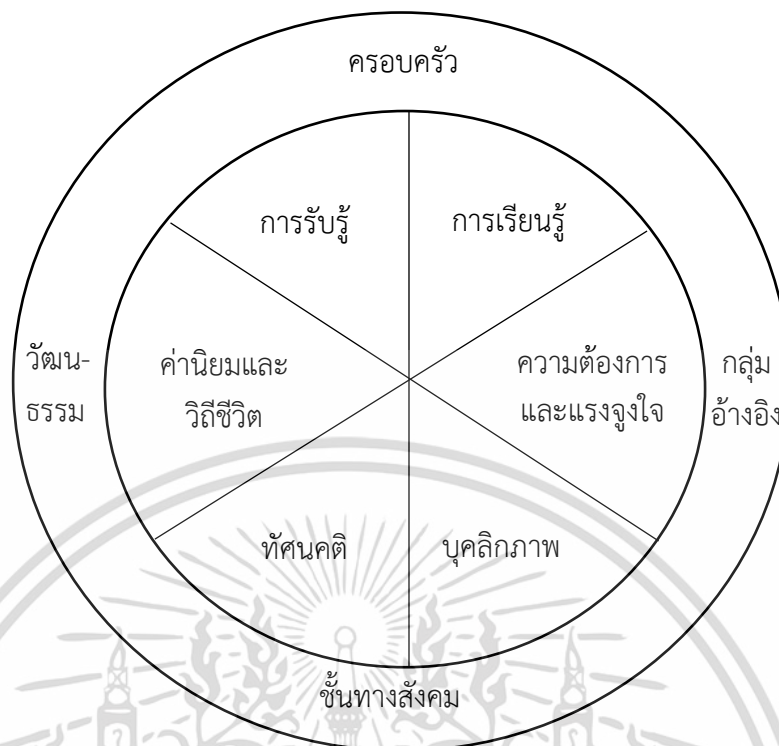 ครอบครัว
การรับรู้
การเรียนรู้
วัฒน-
ธรรม
ค่านิยมและ
วิถีชีวิต
ความต้องการ
และแรงจูงใจ
กลุ่ม
อ้างอิง
ทัศนคติ
บุคลิกภาพ
ชั้นทางสังคม